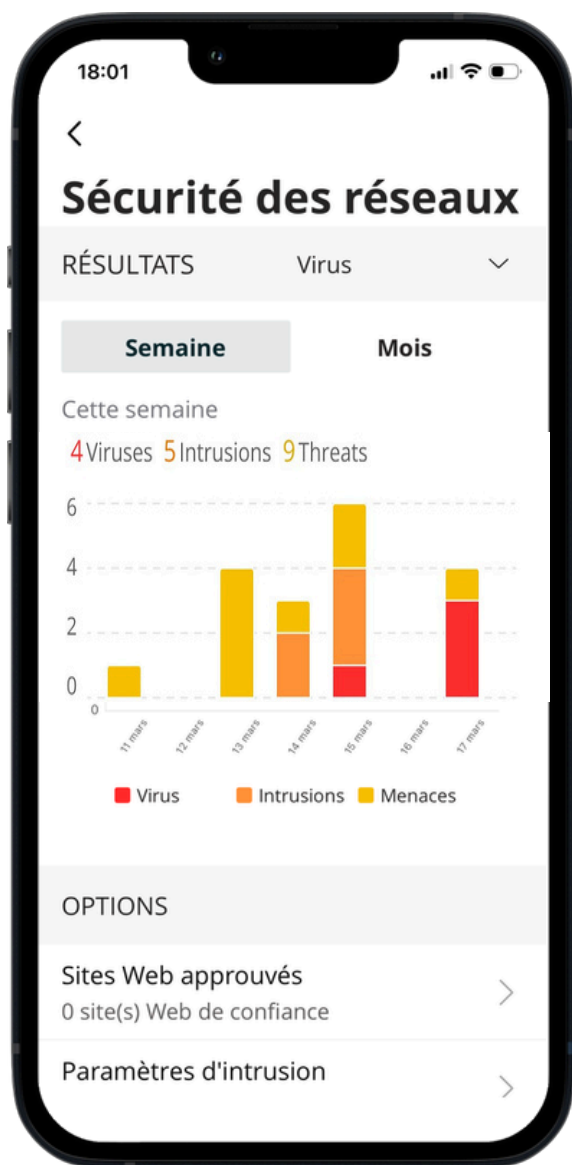 18:01
Sécurité des réseaux
RÉSULTATS Virus
Semaine Mois
Cette semaine
4 Viruses 5 Intrusions 9 Threats
6
4
2
0
0
11 mars 12 mars 13 mars 14 mars 15 mars 16 mars 17 mars
Virus Intrusions Menaces
OPTIONS
Sites Web approuvés
0 site(s) Web de confiance
Paramètres d'intrusion